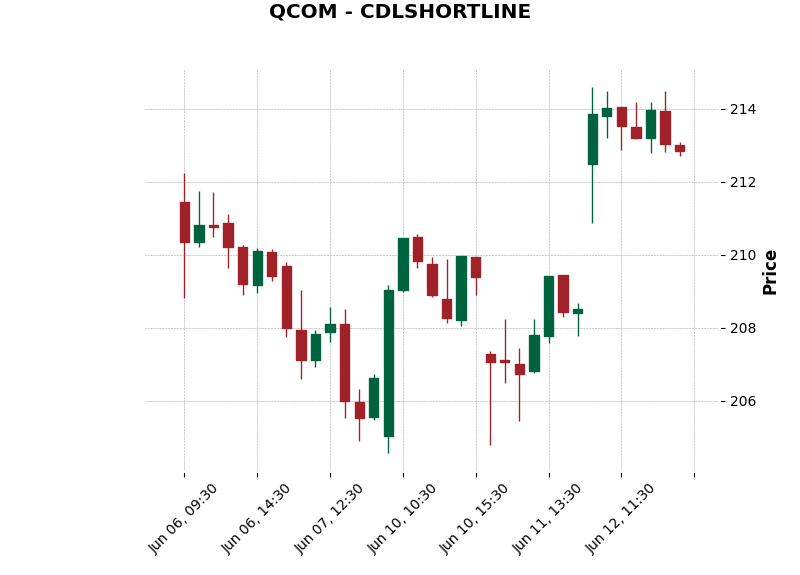 QCOM - CDLSHORTLINE
214
212
210
208
206
Price
Jun 06, 09:30
Jun 06, 14:30
Jun 07, 12:30
Jun 10, 10:30
Jun 10, 15:30
Jun 11, 13:30
Jun 12, 11:30